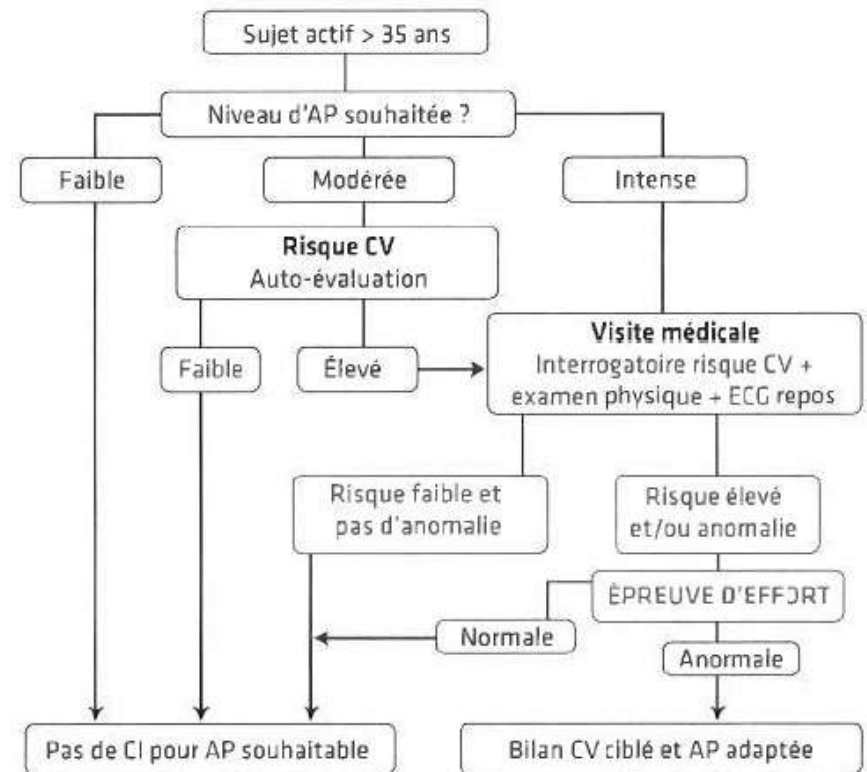 Sujet actif > 35 ans
Niveau d'AP souhaitée ?
Faible
Modérée
Intense
Risque CV
Auto-évaluation
Faible
Élevé
Visite médicale
Interrogatoire risque CV +
examen physique + ECG repos
Risque faible et
pas d'anomalie
Risque élevé
et/ou anomalie
ÉPREUVE D'EFFORT
Normale
Anormale
Pas de CI pour AP souhaitable
Bilan CV ciblé et AP adaptée